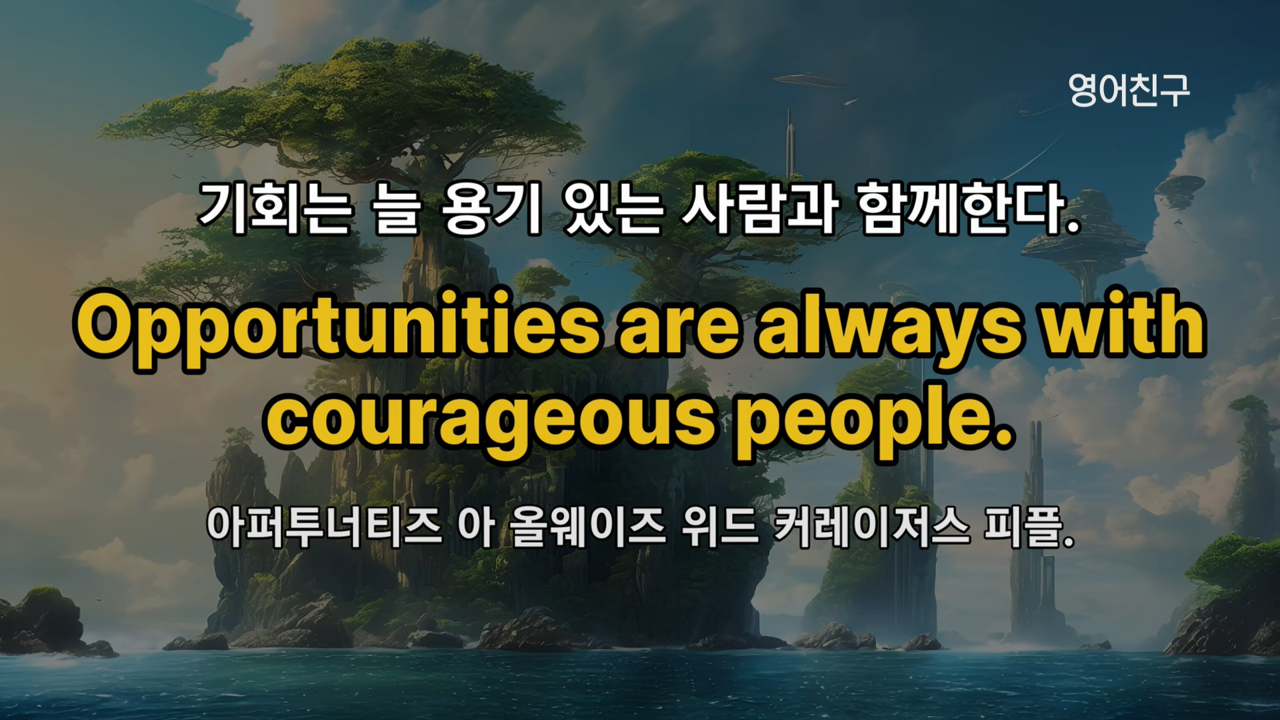 영어친구
기회는 늘 용기 있는 사람과 함께한다.
Opportunities are always with
courageous people.
아퍼투너티즈 아 올웨이즈 위드 커레이저스 피플.